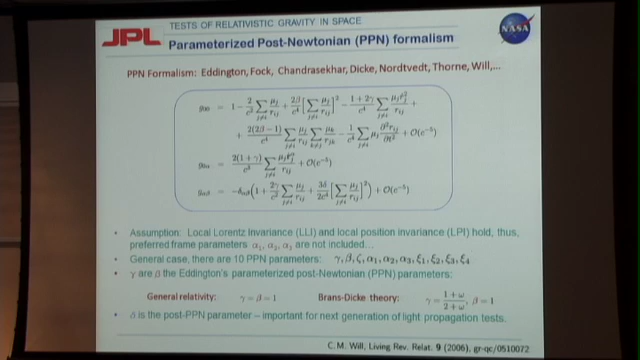 TESTS OF RELATIVISTIC GRAVITY IN SPACE
JPL
Parameterized Post-Newtonian (PPN) formalism
NASA
PPN Formalism: Eddington, Fock, Chandrasekhar, Dicke, Nordtvedt, Thorne, Will,...
• Assumption: Local Lorentz Invariance (LLI) and local position invariance (LPI) hold, thus,
preferred frame parameters α₁, α₂, α₃ are not included...
• General case, there are 10 PPN parameters: γ, β, ζ, α₁, α₂, α₃, ξ₁, ξ₂, ξ₃, ξ₄
• γ are β the Eddington's parameterized post-Newtonian (PPN) parameters:
General relativity: γ = β = 1 Brans-Dicke theory: γ = (1 + ω)/(2 + ω), β = 1
• δ is the post-PPN parameter – important for next generation of light propagation tests.
C. M. Will, Living Rev. Relat. 9 (2006), gr-qc/0510072